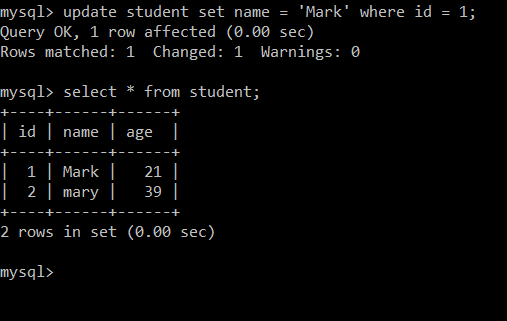 mysql> update student set name = 'Mark' where id = 1;
Query OK, 1 row affected (0.00 sec)
Rows matched: 1  Changed: 1  Warnings: 0

mysql> select * from student;
+----+------+------+
| id | name | age  |
+----+------+------+
|  1 | Mark |   21 |
|  2 | mary |   39 |
+----+------+------+
2 rows in set (0.00 sec)

mysql>